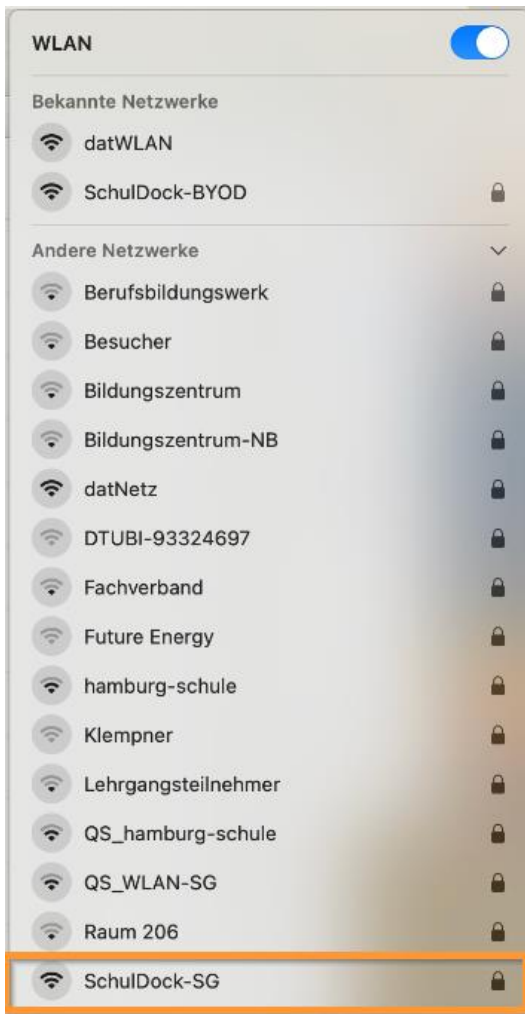 WLAN
Bekannte Netzwerke
datWLAN
SchulDock-BYOD
Andere Netzwerke
Berufsbildungswerk
Besucher
Bildungszentrum
Bildungszentrum-NB
datNetz
DTUBI-93324697
Fachverband
Future Energy
hamburg-schule
Klempner
Lehrgangsteilnehmer
QS_hamburg-schule
QS_WLAN-SG
Raum 206
SchulDock-SG